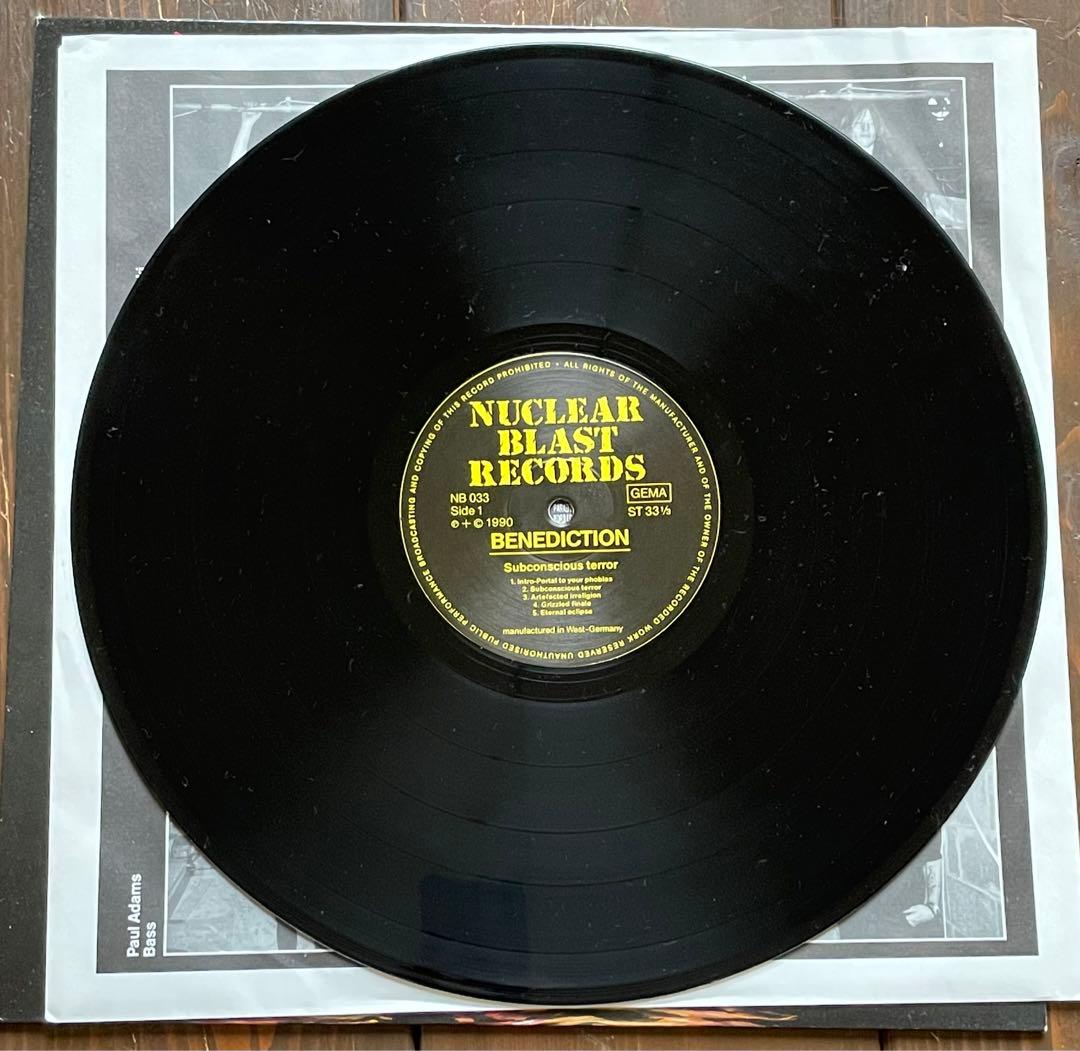 NUCLEAR
BLAST
RECORDS
NB 033
Side 1
℗ + © 1990
GEMA
ST 33 ⅓
BENEDICTION
Subconscious terror
1. Intro-Portal to your phobias
2. Subconscious terror
3. Artefacted irreligion
4. Grizzled finale
5. Eternal eclipse
manufactured in West-Germany
ALL RIGHTS OF THE MANUFACTURER AND OF THE OWNER OF THE RECORDED WORK RESERVED UNAUTHORISED PUBLIC PERFORMANCE BROADCASTING AND COPYING OF THIS RECORD PROHIBITED •
Paul Adams
Bass